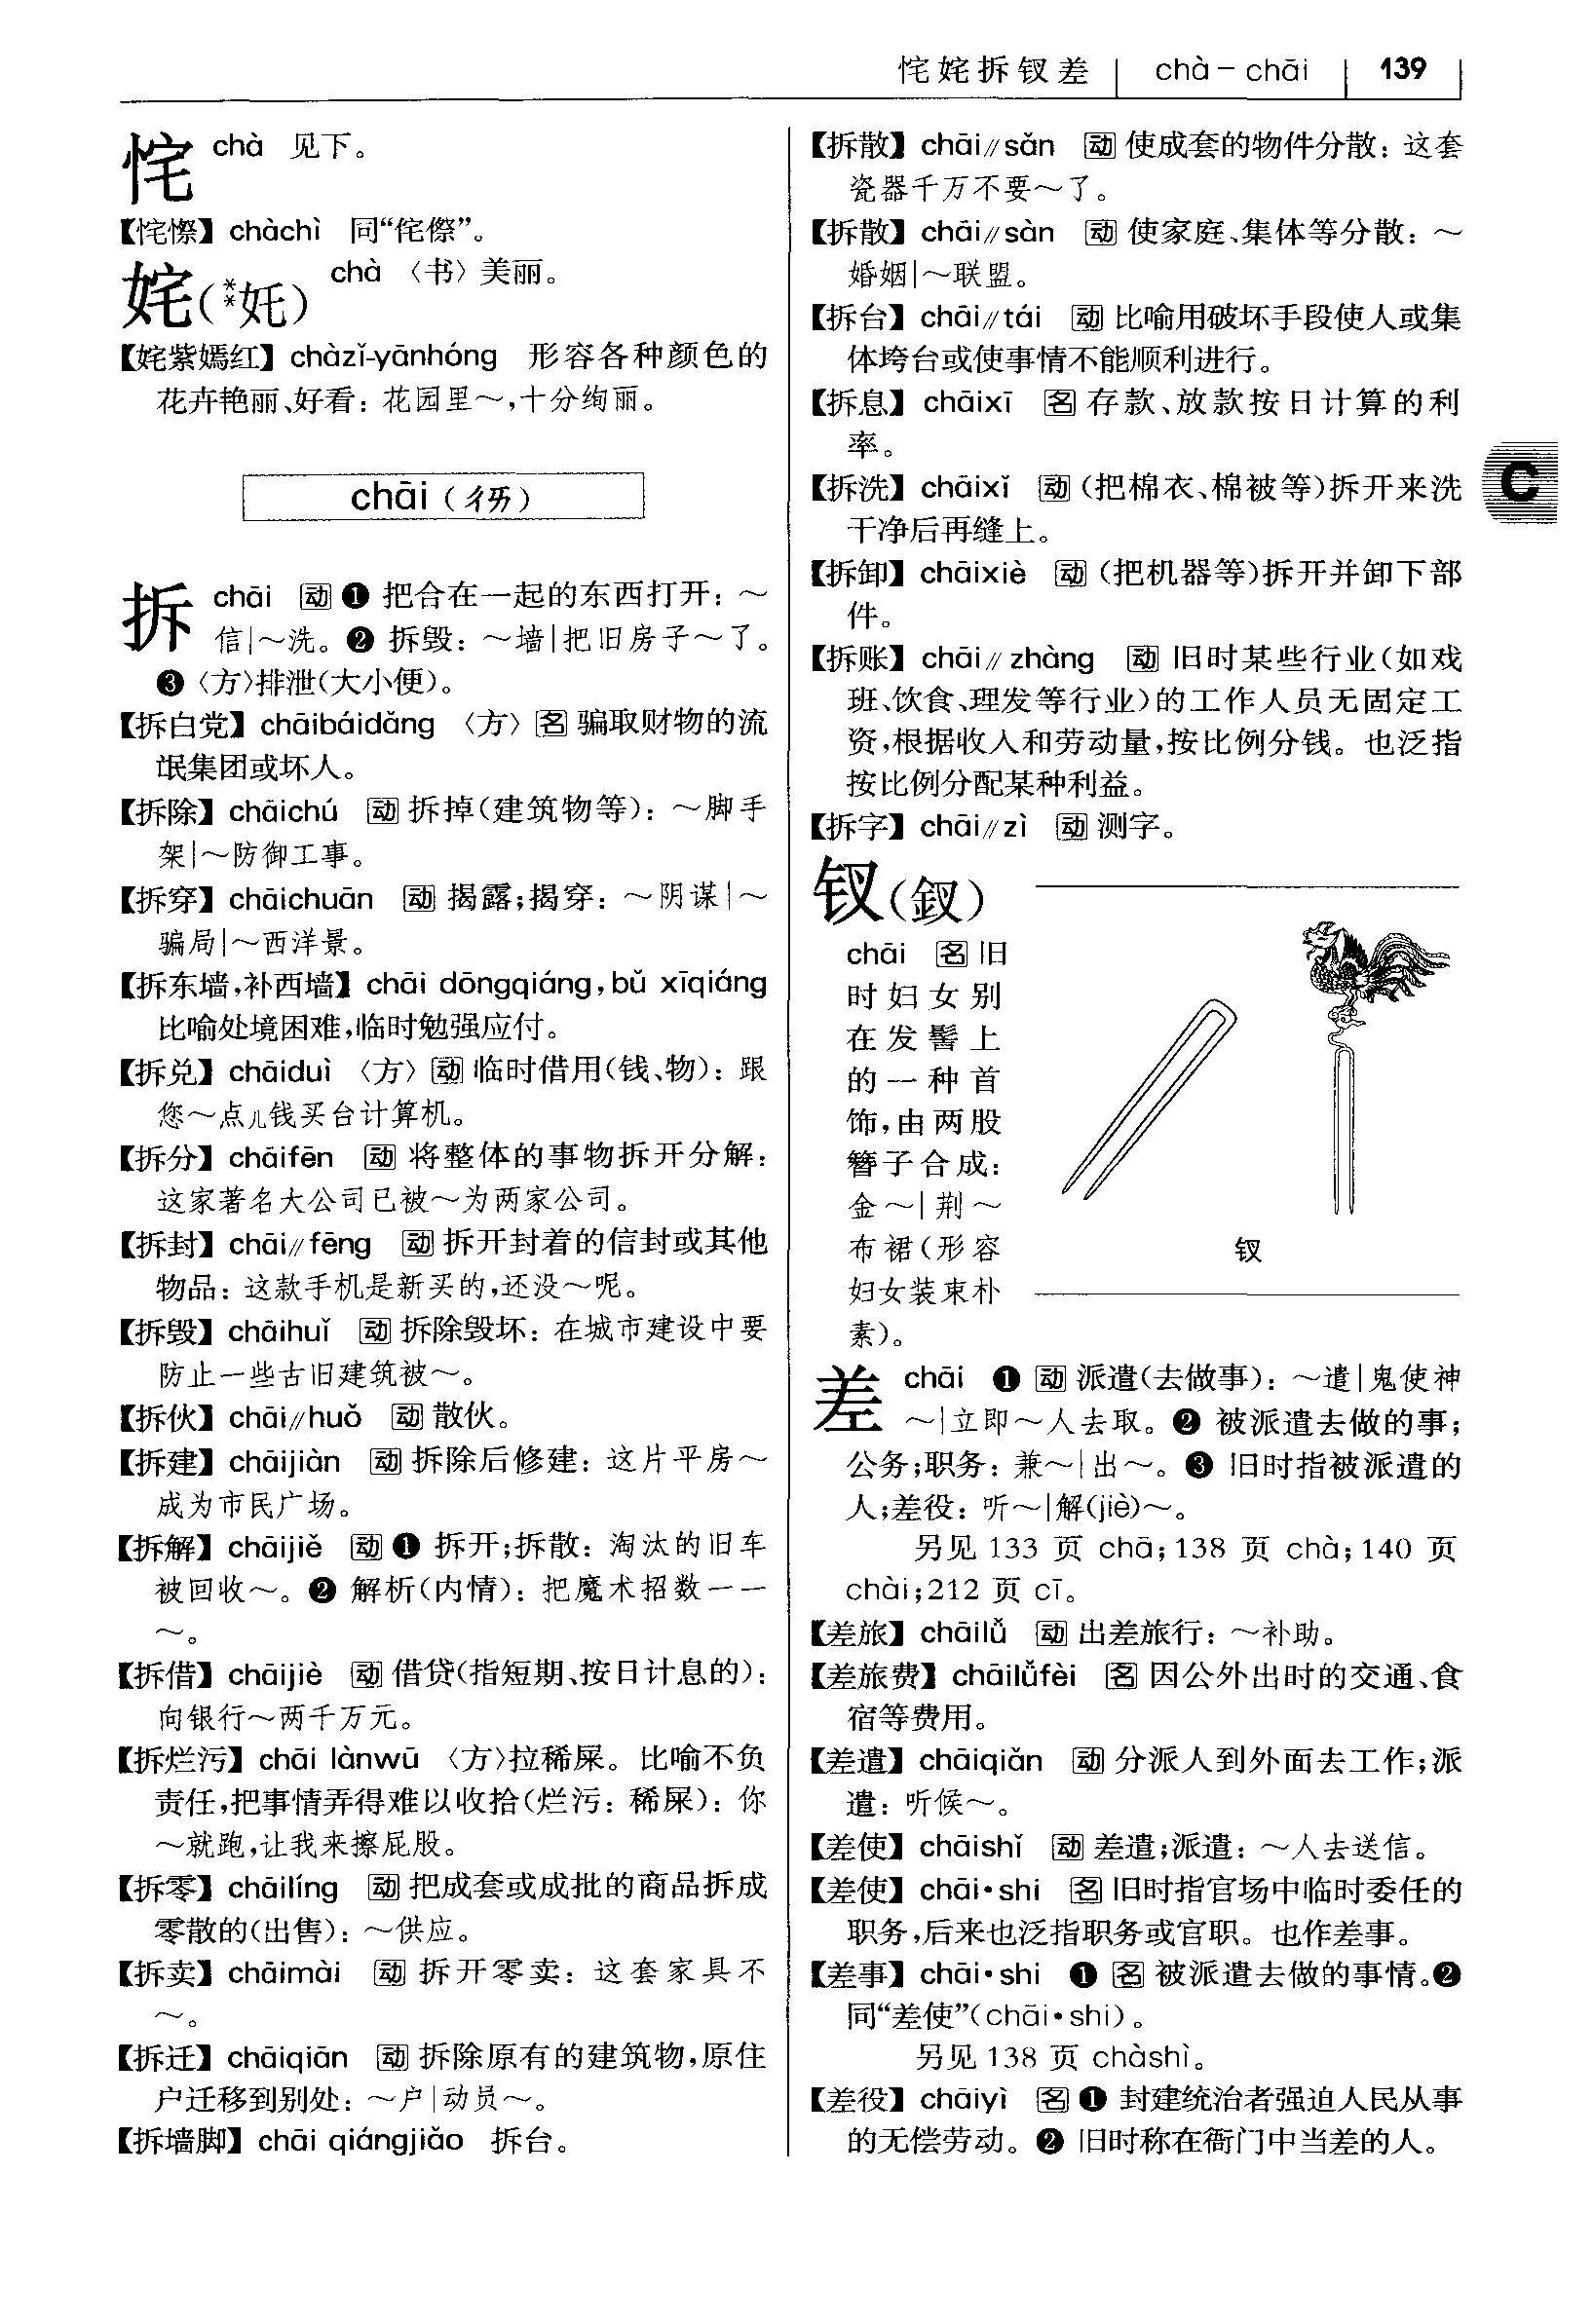 侘姹拆钗差 chà－chāi 139
侘 chà 见下。
【侘憏】 chàchì 同“侘傺”。
姹(**奼) chà 〈书〉美丽。
【姹紫嫣红】 chàzǐ-yānhóng 形容各种颜色的
花卉艳丽、好看：花园里～，十分绚丽。
chāi (ㄔㄞ)
拆 chāi 动 ❶ 把合在一起的东西打开：～
信|～洗。❷ 拆毁：～墙|把旧房子～了。
❸〈方〉排泄(大小便)。
【拆白党】 chāibáidǎng 〈方〉名 骗取财物的流
氓集团或坏人。
【拆除】 chāichú 动 拆掉(建筑物等)：～脚手
架|～防御工事。
【拆穿】 chāichuān 动 揭露；揭穿：～阴谋|～
骗局|～西洋景。
【拆东墙，补西墙】 chāi dōngqiáng，bǔ xīqiáng
比喻处境困难，临时勉强应付。
【拆兑】 chāiduì 〈方〉动 临时借用(钱、物)：跟
您～点儿钱买台计算机。
【拆分】 chāifēn 动 将整体的事物拆开分解：
这家著名大公司已被～为两家公司。
【拆封】 chāi//fēng 动 拆开封着的信封或其他
物品：这款手机是新买的，还没～呢。
【拆毁】 chāihuǐ 动 拆除毁坏：在城市建设中要
防止一些古旧建筑被～。
【拆伙】 chāi//huǒ 动 散伙。
【拆建】 chāijiàn 动 拆除后修建：这片平房～
成为市民广场。
【拆解】 chāijiě 动 ❶ 拆开；拆散：淘汰的旧车
被回收～。❷ 解析(内情)：把魔术招数一一
～。
【拆借】 chāijiè 动 借贷(指短期、按日计息的)：
向银行～两千万元。
【拆烂污】 chāi lànwū 〈方〉拉稀屎。比喻不负
责任，把事情弄得难以收拾(烂污：稀屎)：你
～就跑，让我来擦屁股。
【拆零】 chāilíng 动 把成套或成批的商品拆成
零散的(出售)：～供应。
【拆卖】 chāimài 动 拆开零卖：这套家具不
～。
【拆迁】 chāiqiān 动 拆除原有的建筑物，原住
户迁移到别处：～户|动员～。
【拆墙脚】 chāi qiángjiǎo 拆台。
【拆散】 chāi//sǎn 动 使成套的物件分散：这套
瓷器千万不要～了。
【拆散】 chāi//sàn 动 使家庭、集体等分散：～
婚姻|～联盟。
【拆台】 chāi//tái 动 比喻用破坏手段使人或集
体垮台或使事情不能顺利进行。
【拆息】 chāixī 名 存款、放款按日计算的利
率。
【拆洗】 chāixǐ 动 (把棉衣、棉被等)拆开来洗
干净后再缝上。
【拆卸】 chāixiè 动 (把机器等)拆开并卸下部
件。
【拆账】 chāi//zhàng 动 旧时某些行业(如戏
班、饮食、理发等行业)的工作人员无固定工
资，根据收入和劳动量，按比例分钱。也泛指
按比例分配某种利益。
【拆字】 chāi//zì 动 测字。
钗(釵)
chāi 名 旧
时妇女别
在发髻上
的一种首
饰，由两股
簪子合成：
金～|荆～
布裙(形容
妇女装束朴
素)。
钗
差 chāi ❶ 动 派遣(去做事)：～遣|鬼使神
～|立即～人去取。❷ 被派遣去做的事；
公务；职务：兼～|出～。❸ 旧时指被派遣的
人；差役：听～|解(jiè)～。
另见 133 页 chā；138 页 chà；140 页
chài；212 页 cī。
【差旅】 chāilǚ 动 出差旅行：～补助。
【差旅费】 chāilǚfèi 名 因公外出时的交通、食
宿等费用。
【差遣】 chāiqiǎn 动 分派人到外面去工作；派
遣：听候～。
【差使】 chāishǐ 动 差遣；派遣：～人去送信。
【差使】 chāi·shi 名 旧时指官场中临时委任的
职务，后来也泛指职务或官职。也作差事。
【差事】 chāi·shi ❶ 名 被派遣去做的事情。❷
同“差使”(chāi·shi)。
另见 138 页 chàshì。
【差役】 chāiyì 名 ❶ 封建统治者强迫人民从事
的无偿劳动。❷ 旧时称在衙门中当差的人。
C